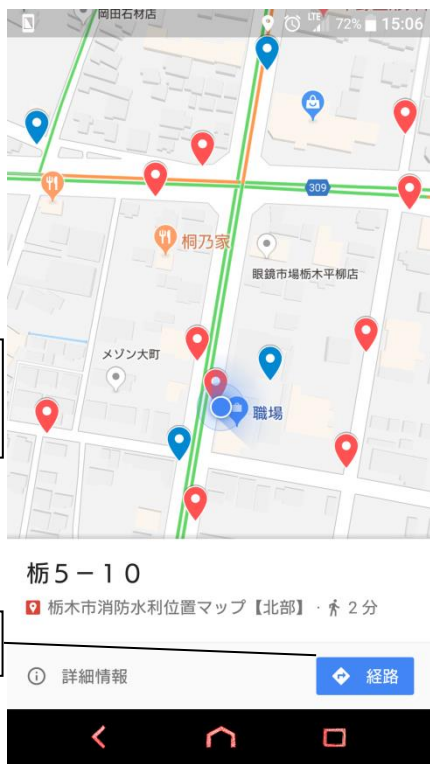 岡田石材店
LTE 72% 15:06
309
桐乃家
眼鏡市場栃木平柳店
メゾン大町
職場
栃5-10
栃木市消防水利位置マップ【北部】 · 2 分
詳細情報
経路